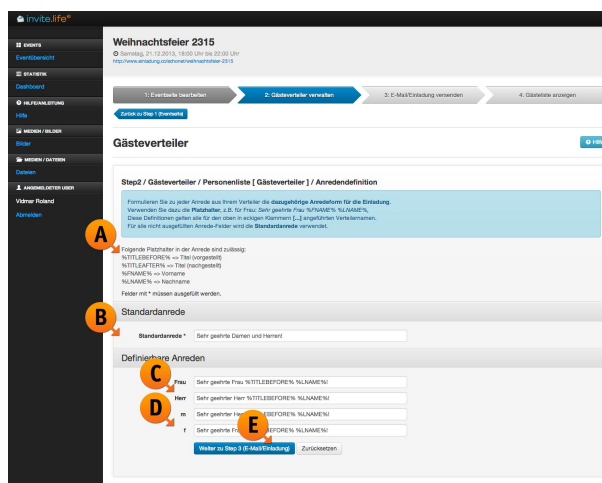 invite.life®
EVENTS
Eventübersicht
STATISTIK
Dashboard
HILFE/ANLEITUNG
Hilfe
MEDIEN / BILDER
Bilder
MEDIEN / DATEIEN
Dateien
ANGEMELDETER USER
Vidmar Roland
Abmelden
Weihnachtsfeier 2315
Samstag, 21.12.2013, 18:00 Uhr bis 22:00 Uhr
http://www.einladung.cc/schonet/weihnachtsfeier-2315
1: Eventseite bearbeiten
2: Gästeverteiler verwalten
3: E-Mail/Einladung versenden
4: Gästeliste anzeigen
Zurück zu Step 1 (Eventseite)
Gästeverteiler
Step2 / Gästeverteiler / Personenliste [ Gästeverteiler ] / Anredendefinition
Formulieren Sie zu jeder Anrede aus Ihrem Verteiler die dazugehörige Anredeform für die Einladung.
Verwenden Sie dazu die Platzhalter, z.B. für Frau: Sehr geehrte Frau %FNAME% %LNAME%,
Diese Definitionen gelten alle für den oben in eckigen Klammern [...] angeführten Verteilernamen.
Für alle nicht ausgefüllten Anrede-Felder wird die Standardanrede verwendet.
A
Folgende Platzhalter in der Anrede sind zulässig:
%TITLEBEFORE% => Titel (vorgestellt)
%TITLEAFTER% => Titel (nachgestellt)
%FNAME% => Vorname
%LNAME% => Nachname
Felder mit * müssen ausgefüllt werden.
B
Standardanrede
Standardanrede * Sehr geehrte Damen und Herren!
Definierbare Anreden
C
Frau Sehr geehrte Frau %TITLEBEFORE% %LNAME%!
Herr Sehr geehrter Herr %TITLEBEFORE% %LNAME%!
D
m Sehr geehrter %LNAME%!
f Sehr geehrte %LNAME%!
E
Weiter zu Step 3 (E-Mail/Einladung) Zurücksetzen